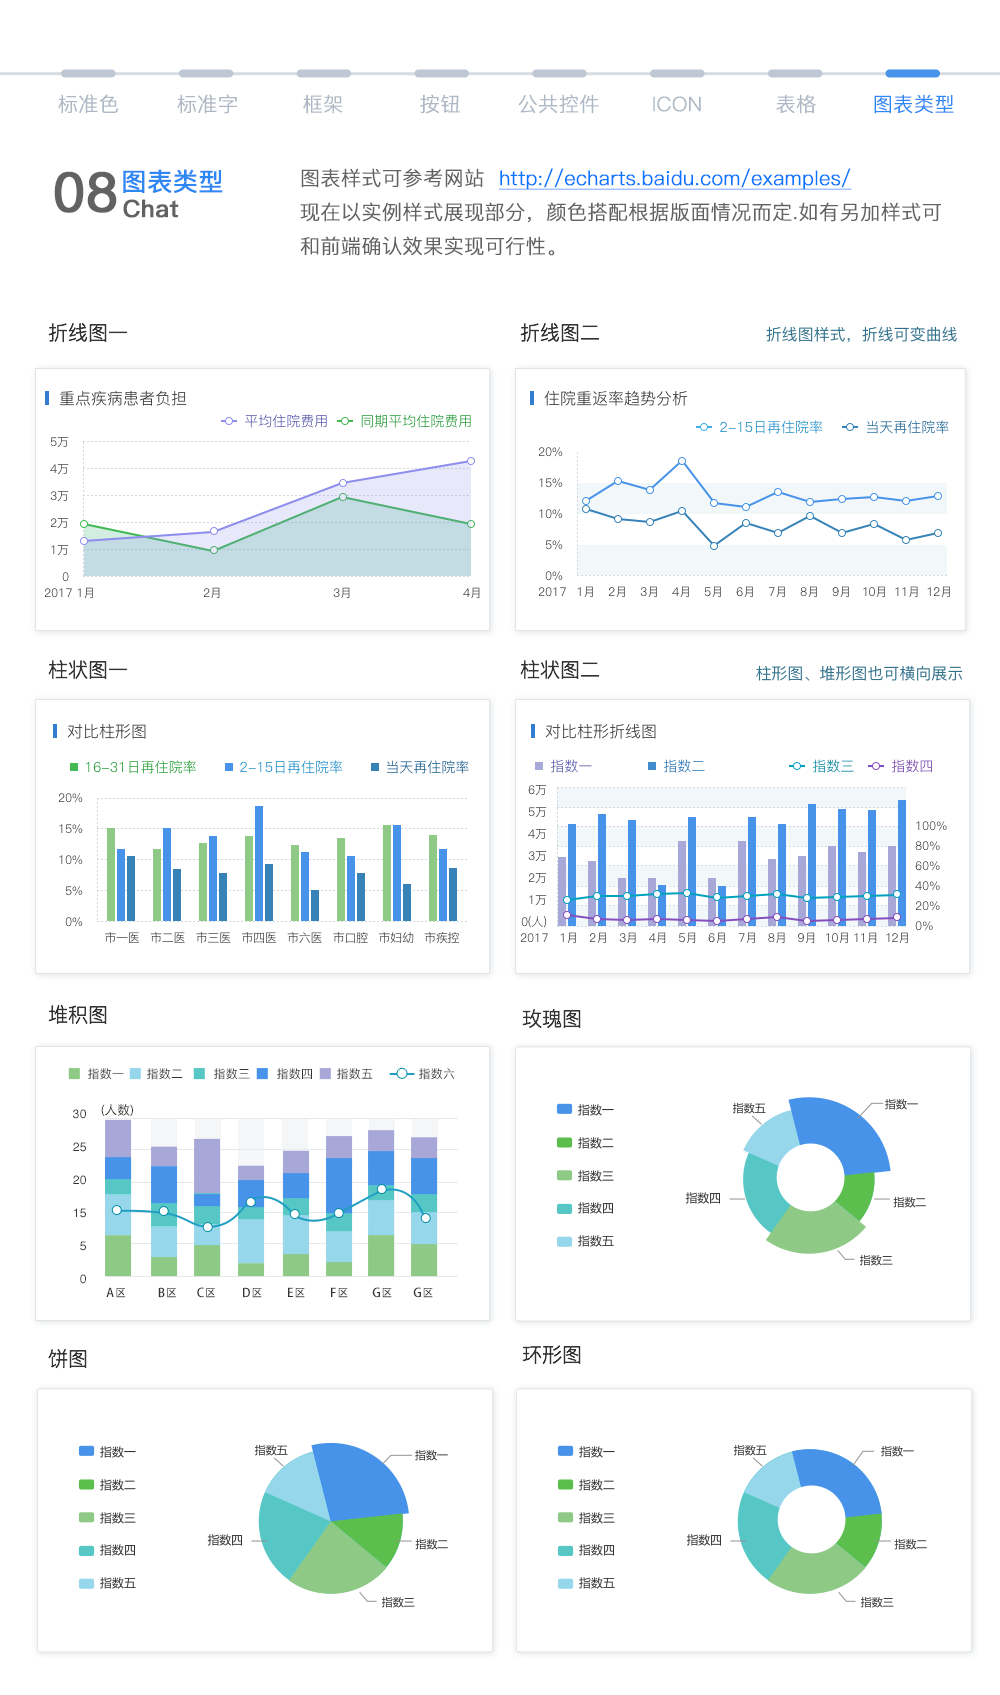 标准色 标准字 框架 按钮 公共控件 ICON 表格 图表类型
08 图表类型
Chat
图表样式可参考网站 http://echarts.baidu.com/examples/
现在以实例样式展现部分，颜色搭配根据版面情况而定.如有另加样式可
和前端确认效果实现可行性。
折线图一
重点疾病患者负担
平均住院费用 同期平均住院费用
5万
4万
3万
2万
1万
0
2017 1月 2月 3月 4月
折线图二 折线图样式，折线可变曲线
住院重返率趋势分析
2-15日再住院率 当天再住院率
20%
15%
10%
5%
0%
2017 1月 2月 3月 4月 5月 6月 7月 8月 9月 10月 11月 12月
柱状图一
对比柱形图
16-31日再住院率 2-15日再住院率 当天再住院率
20%
15%
10%
5%
0%
市一医 市二医 市三医 市四医 市六医 市口腔 市妇幼 市疾控
柱状图二 柱形图、堆形图也可横向展示
对比柱形折线图
指数一 指数二 指数三 指数四
6万
5万
4万 100%
3万 80%
2万 60%
1万 40%
0(人) 20%
0%
2017 1月 2月 3月 4月 5月 6月 7月 8月 9月 10月 11月 12月
堆积图
指数一 指数二 指数三 指数四 指数五 指数六
(人数)
30
25
20
15
5
0
A区 B区 C区 D区 E区 F区 G区 G区
玫瑰图
指数一
指数二
指数三
指数四
指数五
指数五 指数一
指数四 指数二
指数三
饼图
指数一
指数二
指数三
指数四
指数五
指数五 指数一
指数四 指数二
指数三
环形图
指数一
指数二
指数三
指数四
指数五
指数五 指数一
指数四 指数二
指数三